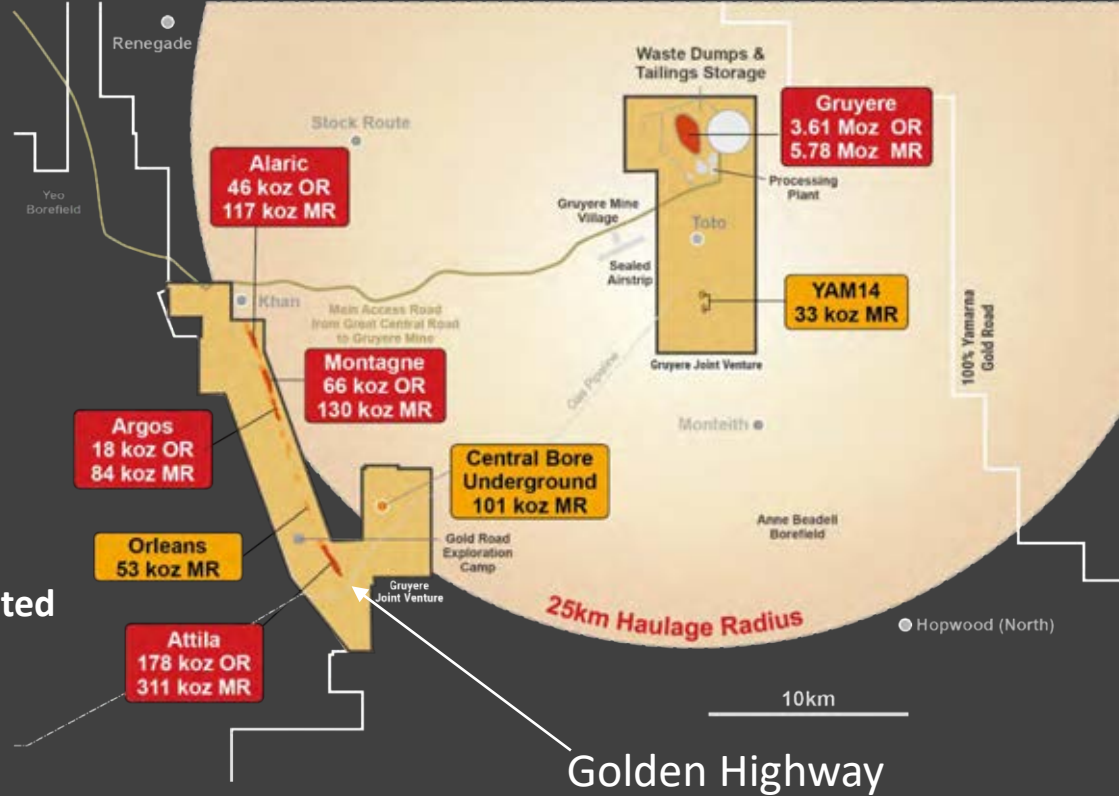 Renegade
Waste Dumps &
Tailings Storage
Gruyere
3.61 Moz OR
5.78 Moz MR
Stock Route
Alaric
46 koz OR
117 koz MR
Yeo
Borefield
Processing
Plant
Gruyere Mine
Village
Toto
Sealed
Airstrip
YAM14
33 koz MR
Khan
Main Access Road
from Great Central Road
to Gruyere Mine
100% Yamarna
Gold Road
Gruyere Joint Venture
Montagne
66 koz OR
130 koz MR
Gas Pipeline
Argos
18 koz OR
84 koz MR
Monteith
Central Bore
Underground
101 koz MR
Anne Beadell
Borefield
Orleans
53 koz MR
Gold Road
Exploration
Camp
Gruyere
Joint Venture
ted
25km Haulage Radius
Hopwood (North)
Attila
178 koz OR
311 koz MR
10km
Golden Highway